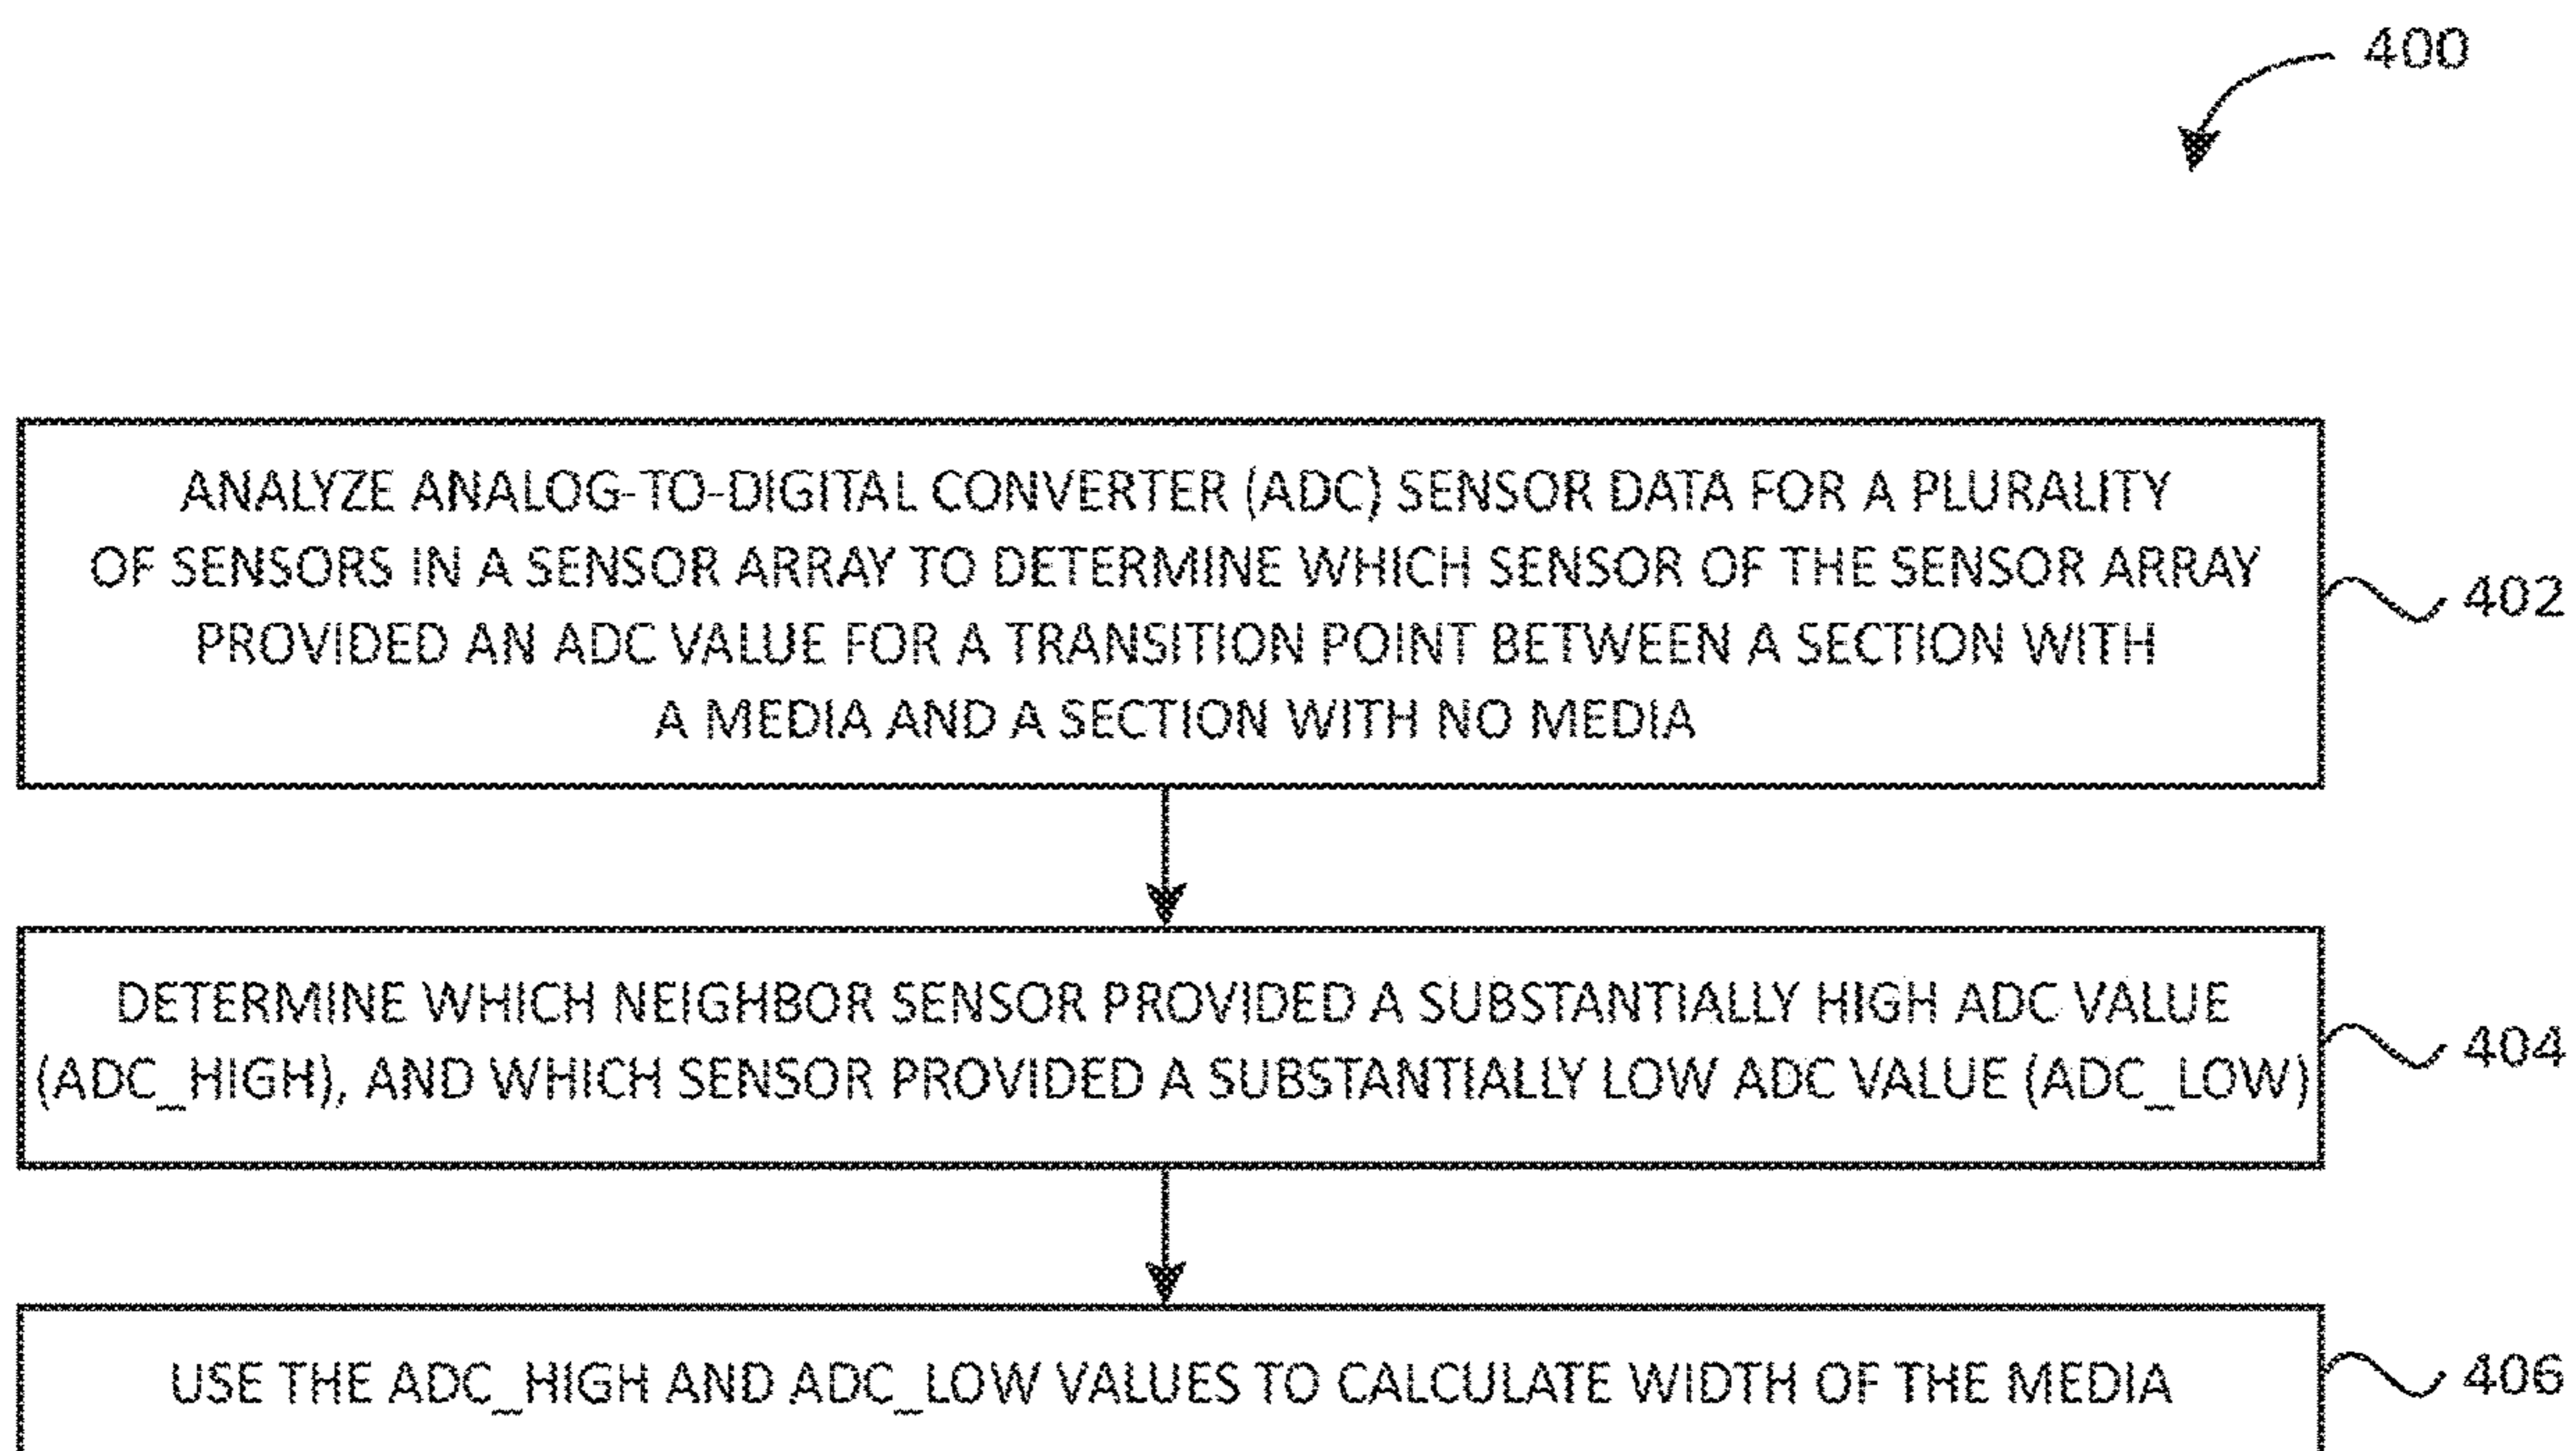 400
ANALYZE ANALOG-TO-DIGITAL CONVERTER (ADC) SENSOR DATA FOR A PLURALITY
OF SENSORS IN A SENSOR ARRAY TO DETERMINE WHICH SENSOR OF THE SENSOR ARRAY
PROVIDED AN ADC VALUE FOR A TRANSITION POINT BETWEEN A SECTION WITH
A MEDIA AND A SECTION WITH NO MEDIA
402
DETERMINE WHICH NEIGHBOR SENSOR PROVIDED A SUBSTANTIALLY HIGH ADC VALUE
(ADC_HIGH), AND WHICH SENSOR PROVIDED A SUBSTANTIALLY LOW ADC VALUE (ADC_LOW)
404
USE THE ADC_HIGH AND ADC_LOW VALUES TO CALCULATE WIDTH OF THE MEDIA
406